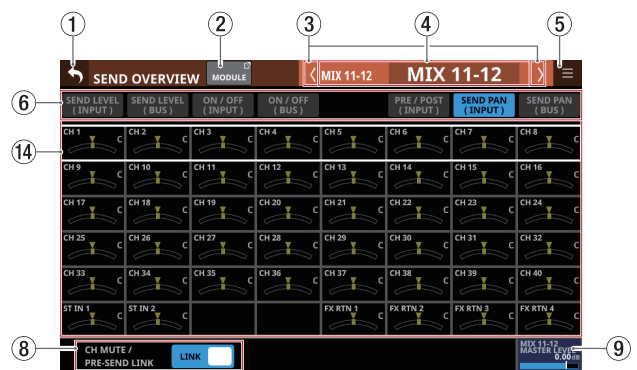 1
2
3
4
5
SEND OVERVIEW
MODULE
MIX 11-12
MIX 11-12
6
SEND LEVEL
( INPUT )
SEND LEVEL
( BUS )
ON / OFF
( INPUT )
ON / OFF
( BUS )
PRE / POST
( INPUT )
SEND PAN
( INPUT )
SEND PAN
( BUS )
14
CH 1 C
CH 2 C
CH 3 C
CH 4 C
CH 5 C
CH 6 C
CH 7 C
CH 8 C
CH 9 C
CH 10 C
CH 11 C
CH 12 C
CH 13 C
CH 14 C
CH 15 C
CH 16 C
CH 17 C
CH 18 C
CH 19 C
CH 20 C
CH 21 C
CH 22 C
CH 23 C
CH 24 C
CH 25 C
CH 26 C
CH 27 C
CH 28 C
CH 29 C
CH 30 C
CH 31 C
CH 32 C
CH 33 C
CH 34 C
CH 35 C
CH 36 C
CH 37 C
CH 38 C
CH 39 C
CH 40 C
ST IN 1 C
ST IN 2 C
FX RTN 1 C
FX RTN 2 C
FX RTN 3 C
FX RTN 4 C
8
CH MUTE /
PRE-SEND LINK
LINK
MIX 11-12
MASTER LEVEL
0.00dB
9